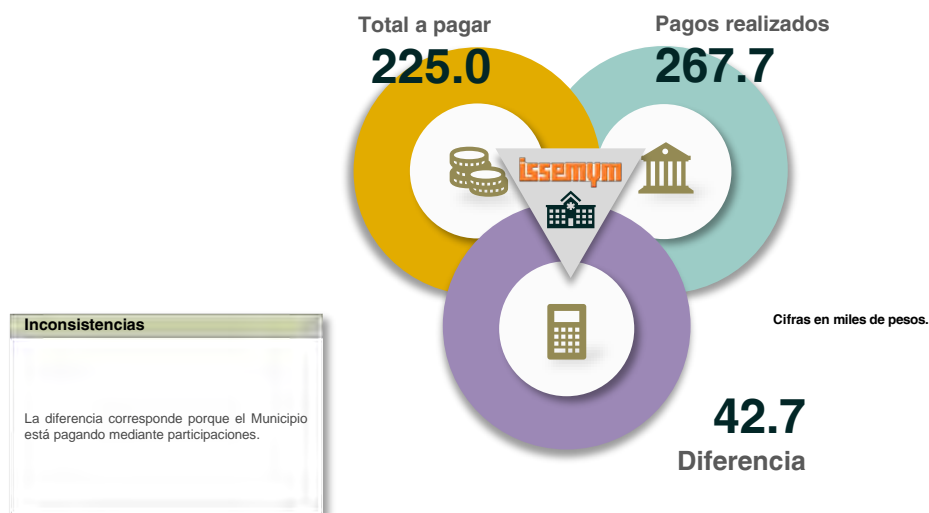 Total a pagar
225.0
Pagos realizados
267.7
issemym
Inconsistencias
La diferencia corresponde porque el Municipio
está pagando mediante participaciones.
Cifras en miles de pesos.
42.7
Diferencia